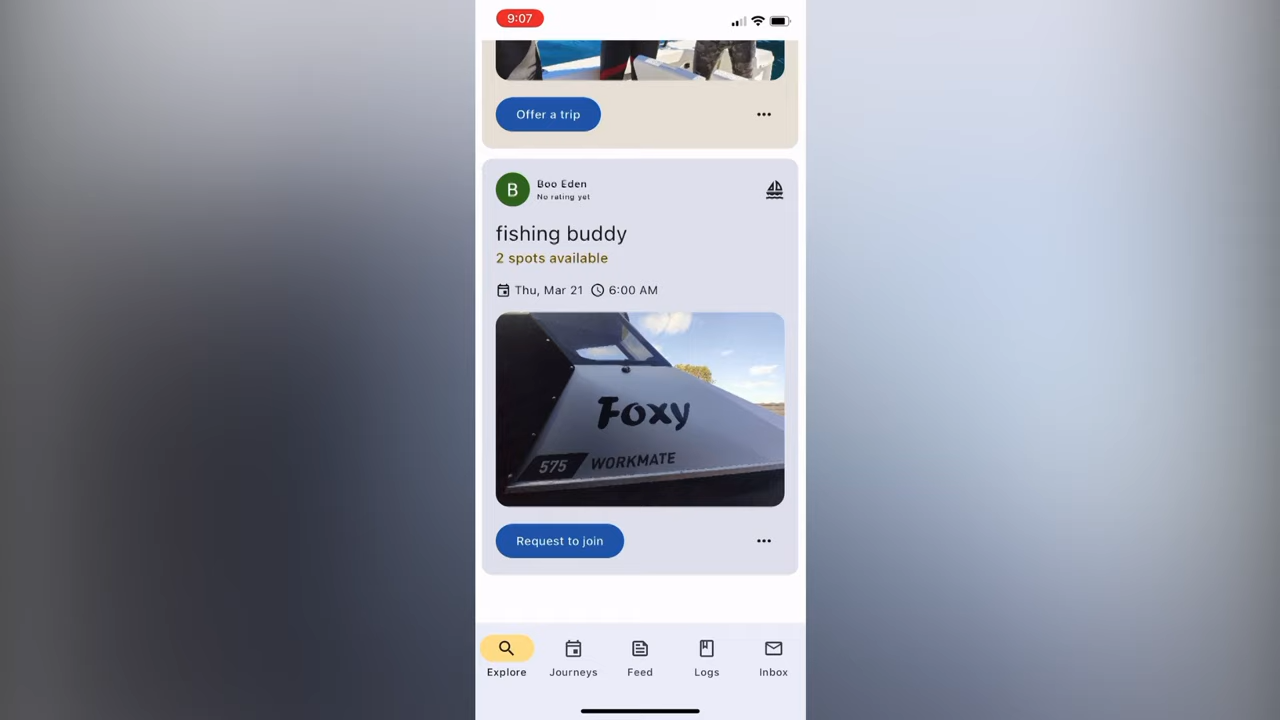 9:07
Offer a trip
B
Boo Eden
No rating yet
fishing buddy
2 spots available
Thu, Mar 21 6:00 AM
Foxy
575 WORKMATE
Request to join
Explore Journeys Feed Logs Inbox